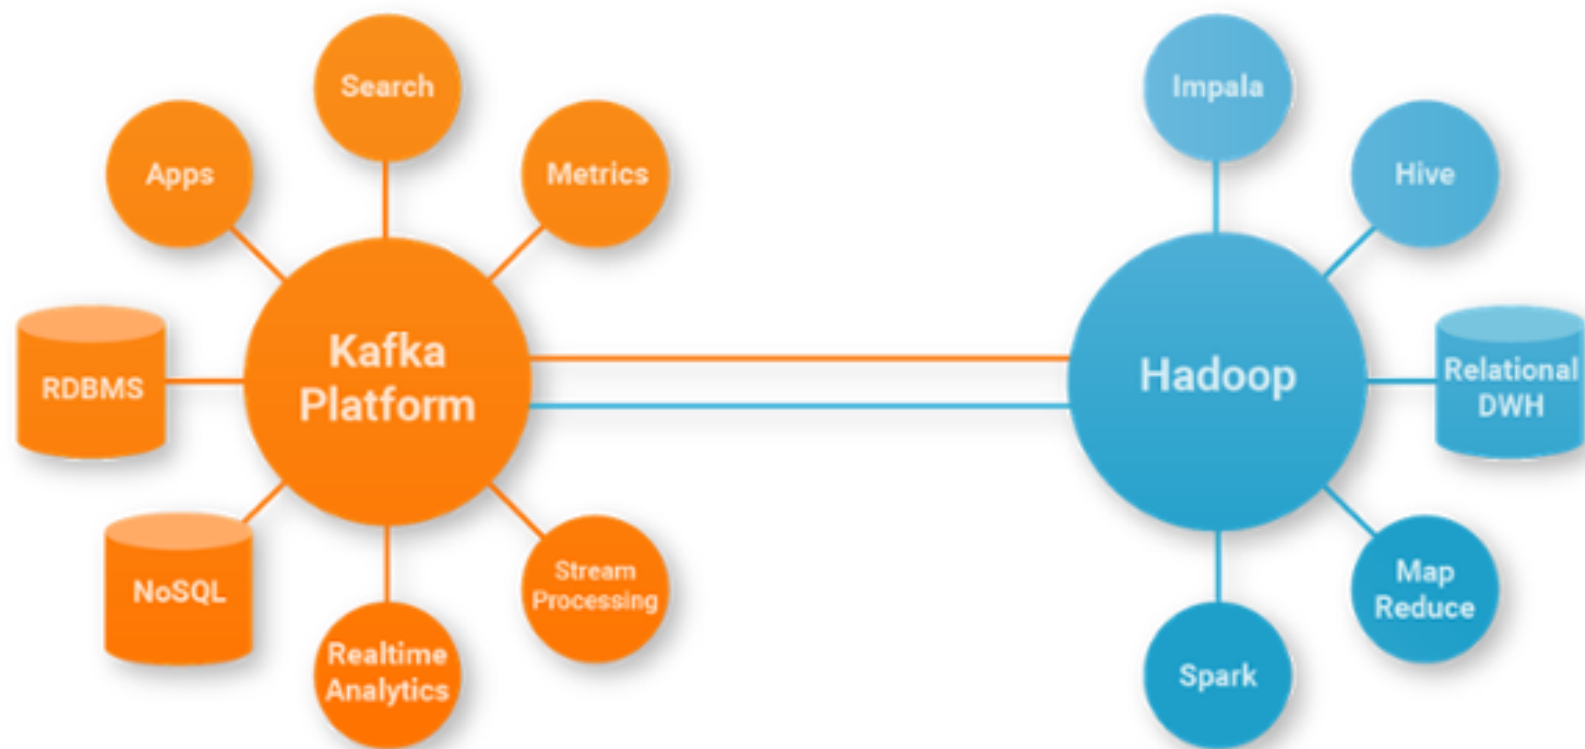 Search
Impala
Apps
Metrics
Hive
Kafka
Platform
Hadoop
RDBMS
Relational
DWH
NoSQL
Stream
Processing
Map
Reduce
Realtime
Analytics
Spark